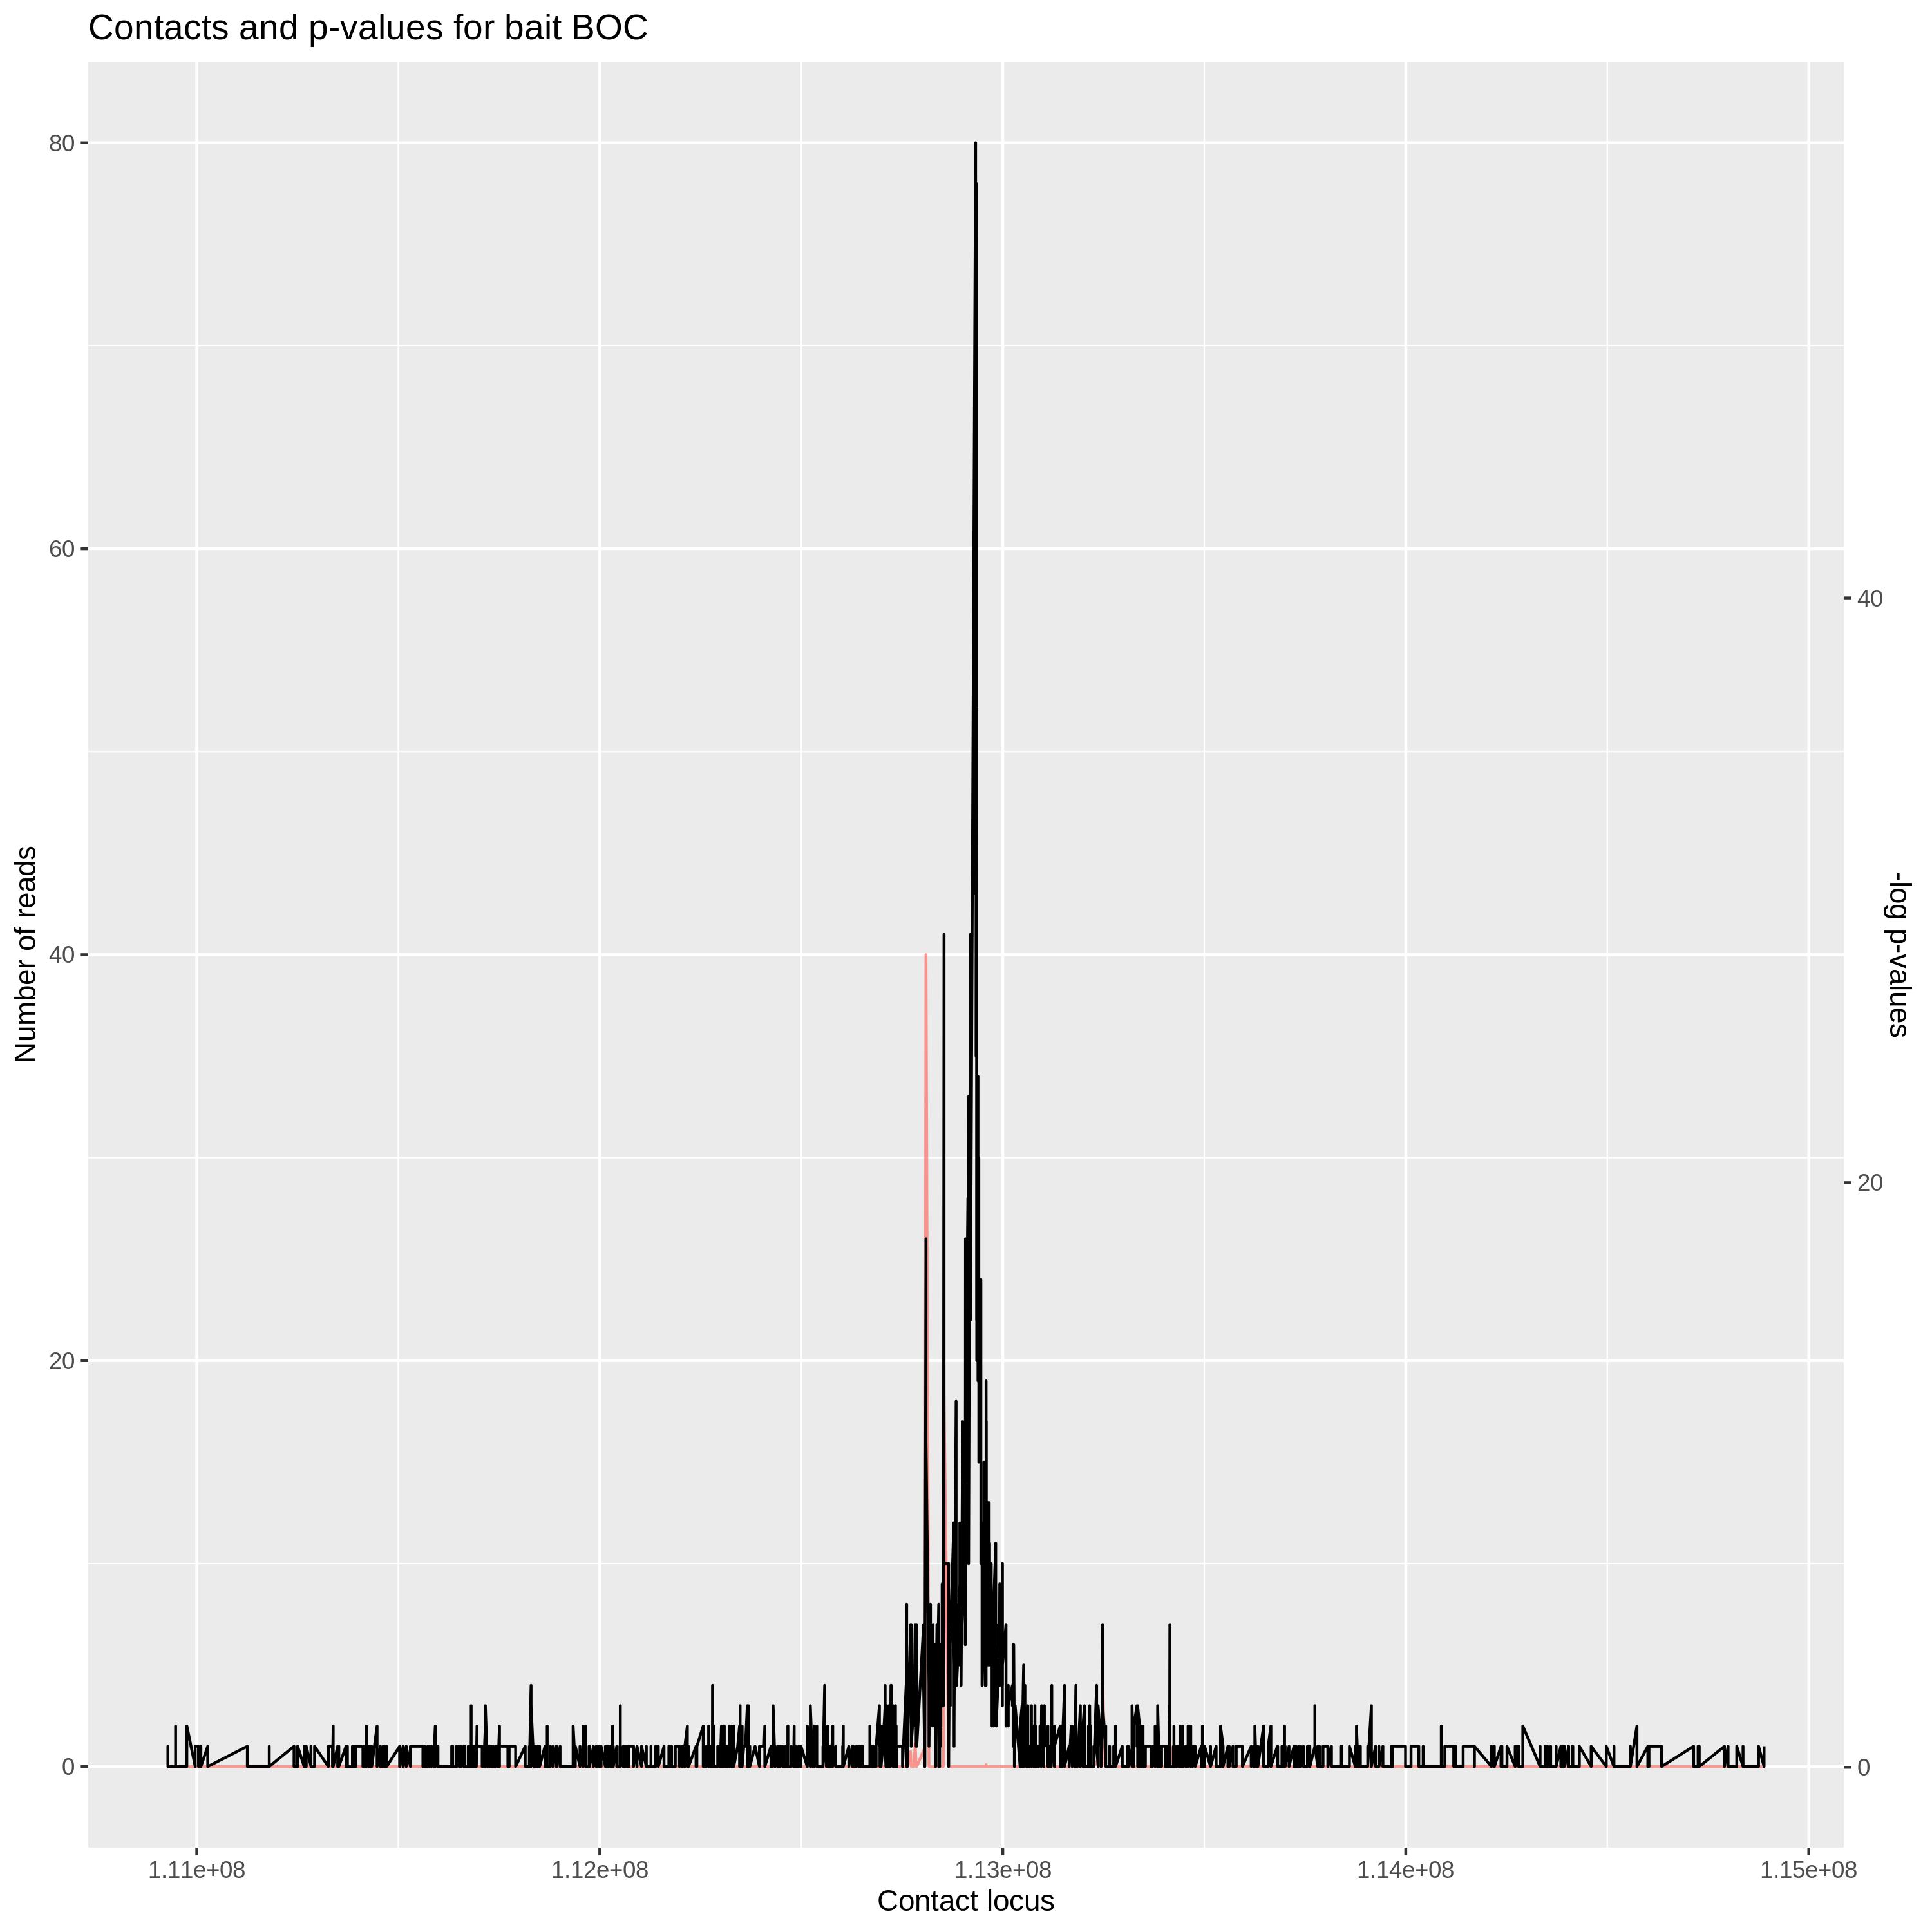 Contacts and p-values for bait BOC
80
60
40
20
0
Number of reads
40
20
0
-log p-values
1.11e+08
1.12e+08
1.13e+08
1.14e+08
1.15e+08
Contact locus